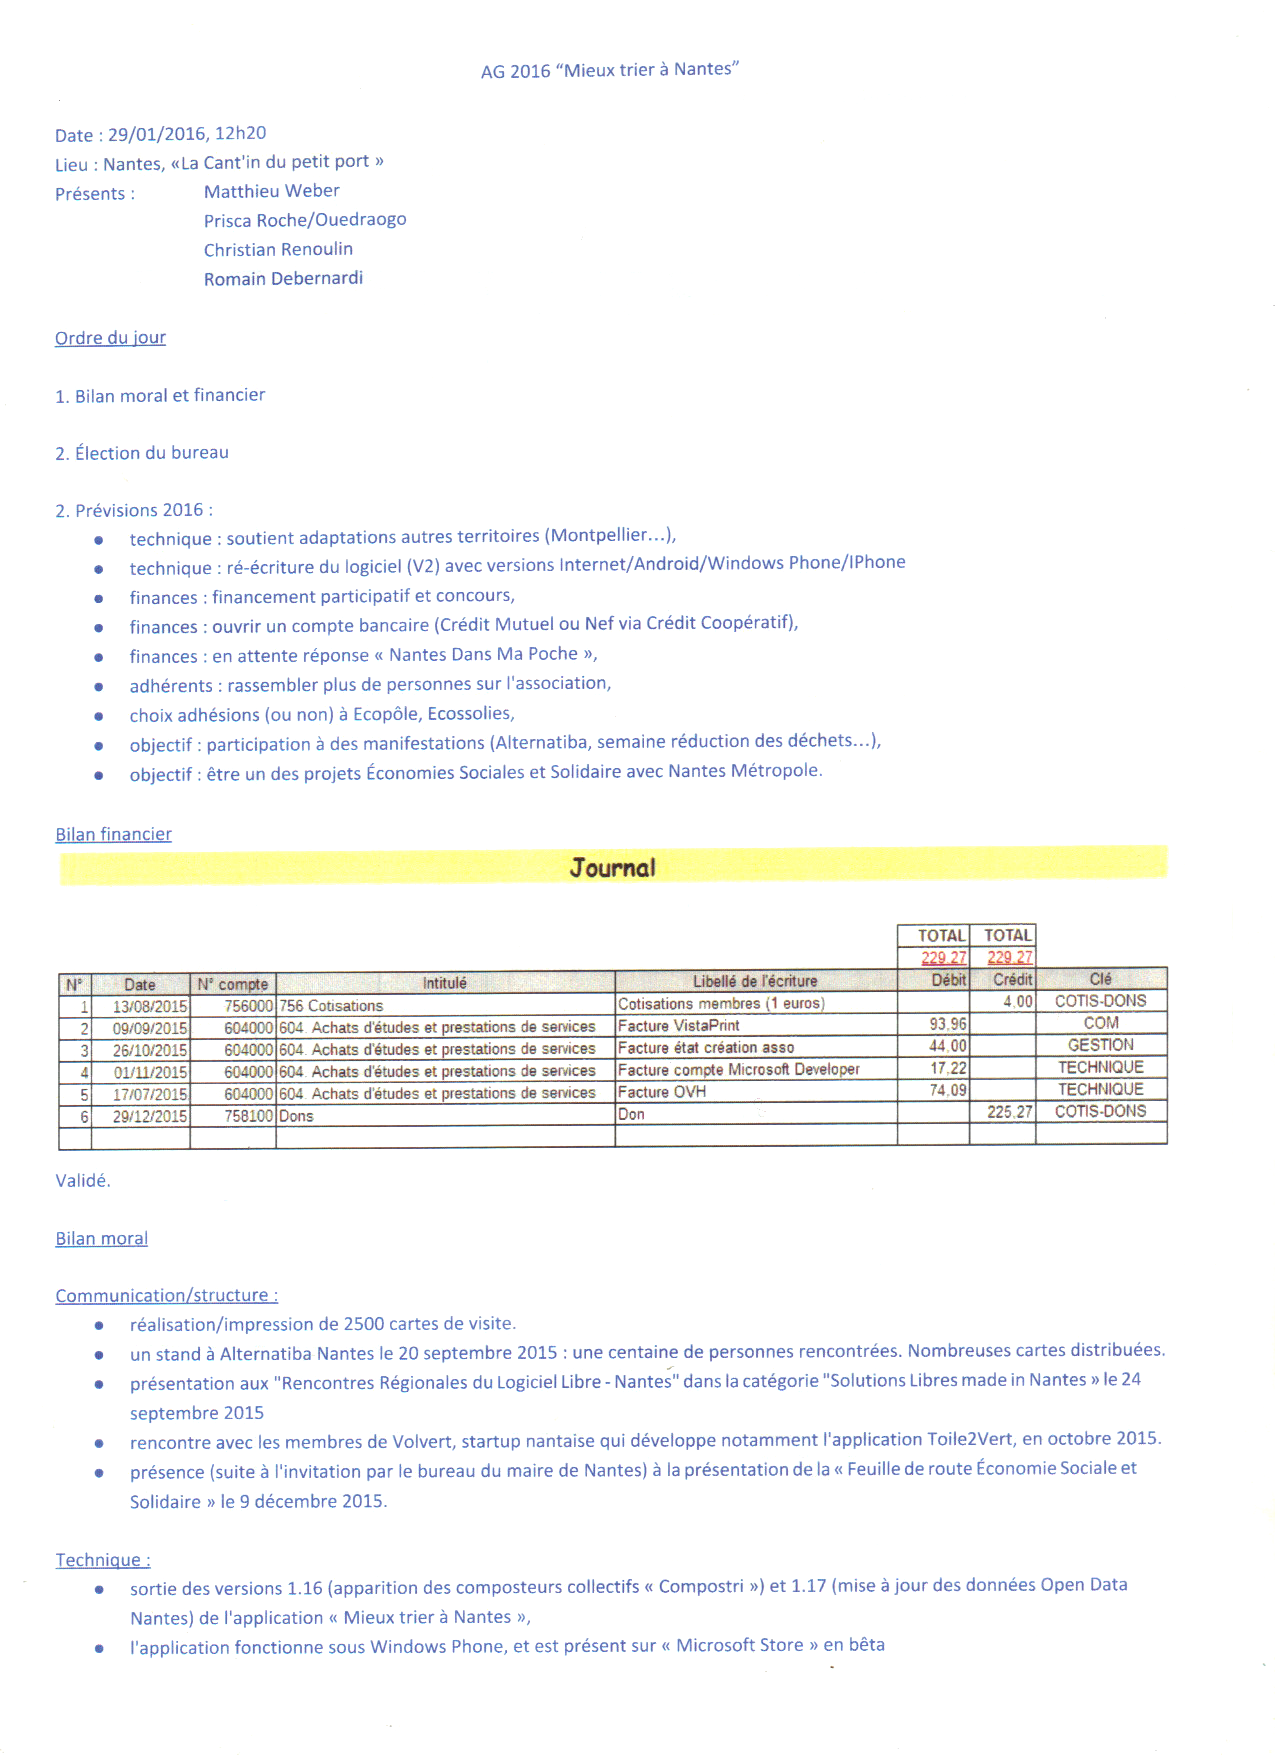 AG 2016 "Mieux trier à Nantes"
Date : 29/01/2016, 12h20
Lieu : Nantes, «La Cant'in du petit port »
Présents : Matthieu Weber
Prisca Roche/Ouedraogo
Christian Renoulin
Romain Debernardi
Ordre du jour
1. Bilan moral et financier
2. Élection du bureau
2. Prévisions 2016 :
● technique : soutient adaptations autres territoires (Montpellier...),
● technique : ré-écriture du logiciel (V2) avec versions Internet/Android/Windows Phone/IPhone
● finances : financement participatif et concours,
● finances : ouvrir un compte bancaire (Crédit Mutuel ou Nef via Crédit Coopératif),
● finances : en attente réponse « Nantes Dans Ma Poche »,
● adhérents : rassembler plus de personnes sur l'association,
● choix adhésions (ou non) à Ecopôle, Ecossolies,
● objectif : participation à des manifestations (Alternatiba, semaine réduction des déchets...),
● objectif : être un des projets Économies Sociales et Solidaire avec Nantes Métropole.
Bilan financier
Journal
TOTAL TOTAL
229.27 229.27
N° Date N° compte Intitulé Libellé de l'écriture Débit Crédit Clé
1 13/08/2015 756000 756 Cotisations Cotisations membres (1 euros) 4.00 COTIS-DONS
2 09/09/2015 604000 604. Achats d'études et prestations de services Facture VistaPrint 93.96 COM
3 26/10/2015 604000 604. Achats d'études et prestations de services Facture état création asso 44.00 GESTION
4 01/11/2015 604000 604. Achats d'études et prestations de services Facture compte Microsoft Developer 17.22 TECHNIQUE
5 17/07/2015 604000 604. Achats d'études et prestations de services Facture OVH 74.09 TECHNIQUE
6 29/12/2015 758100 Dons Don 225.27 COTIS-DONS
Validé.
Bilan moral
Communication/structure :
● réalisation/impression de 2500 cartes de visite.
● un stand à Alternatiba Nantes le 20 septembre 2015 : une centaine de personnes rencontrées. Nombreuses cartes distribuées.
● présentation aux "Rencontres Régionales du Logiciel Libre - Nantes" dans la catégorie "Solutions Libres made in Nantes » le 24
septembre 2015
● rencontre avec les membres de Volvert, startup nantaise qui développe notamment l'application Toile2Vert, en octobre 2015.
● présence (suite à l'invitation par le bureau du maire de Nantes) à la présentation de la « Feuille de route Économie Sociale et
Solidaire » le 9 décembre 2015.
Technique :
● sortie des versions 1.16 (apparition des composteurs collectifs « Compostri ») et 1.17 (mise à jour des données Open Data
Nantes) de l'application « Mieux trier à Nantes »,
● l'application fonctionne sous Windows Phone, et est présent sur « Microsoft Store » en bêta